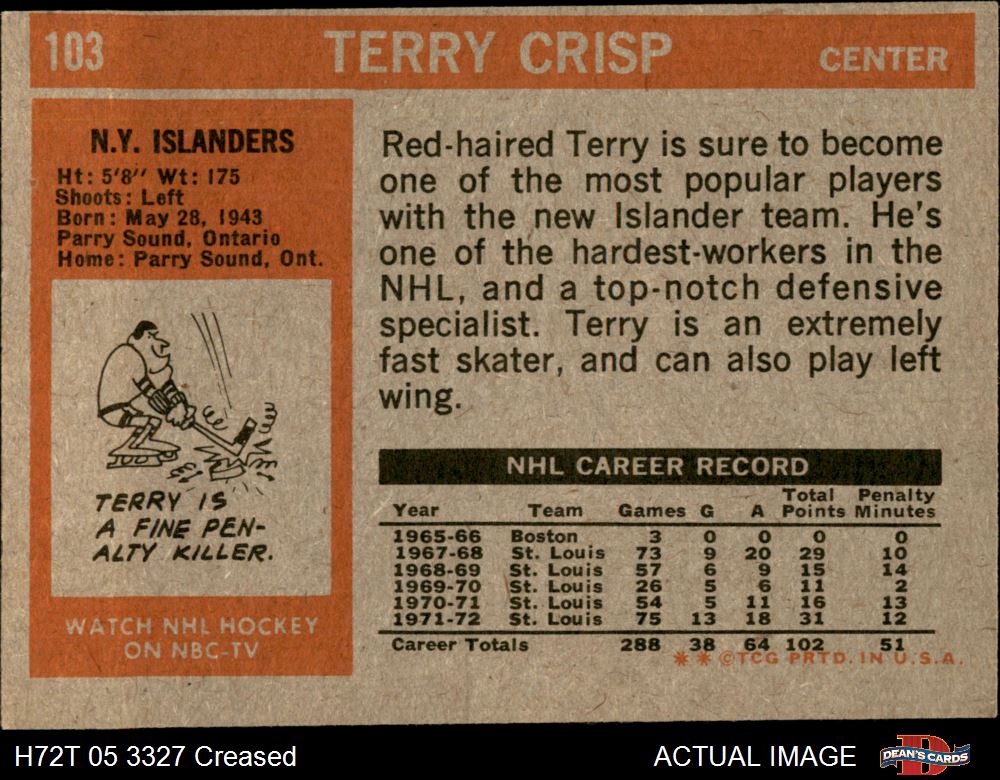 103 TERRY CRISP CENTER
N.Y. ISLANDERS
Ht: 5'8" Wt: 175
Shoots: Left
Born: May 28, 1943
Parry Sound, Ontario
Home: Parry Sound, Ont.
TERRY IS
A FINE PEN-
ALTY KILLER.
WATCH NHL HOCKEY
ON NBC-TV
Red-haired Terry is sure to become
one of the most popular players
with the new Islander team. He's
one of the hardest-workers in the
NHL, and a top-notch defensive
specialist. Terry is an extremely
fast skater, and can also play left
wing.
NHL CAREER RECORD
Year Team Games G A Total Points Penalty Minutes
1965-66 Boston 3 0 0 0 0
1967-68 St. Louis 73 9 20 29 10
1968-69 St. Louis 57 6 9 15 14
1969-70 St. Louis 26 5 6 11 2
1970-71 St. Louis 54 5 11 16 13
1971-72 St. Louis 75 13 18 31 12
Career Totals 288 38 64 102 51
* * ©TCG PRTD. IN U.S.A.
H72T 05 3327 Creased ACTUAL IMAGE DEAN'S CARDS